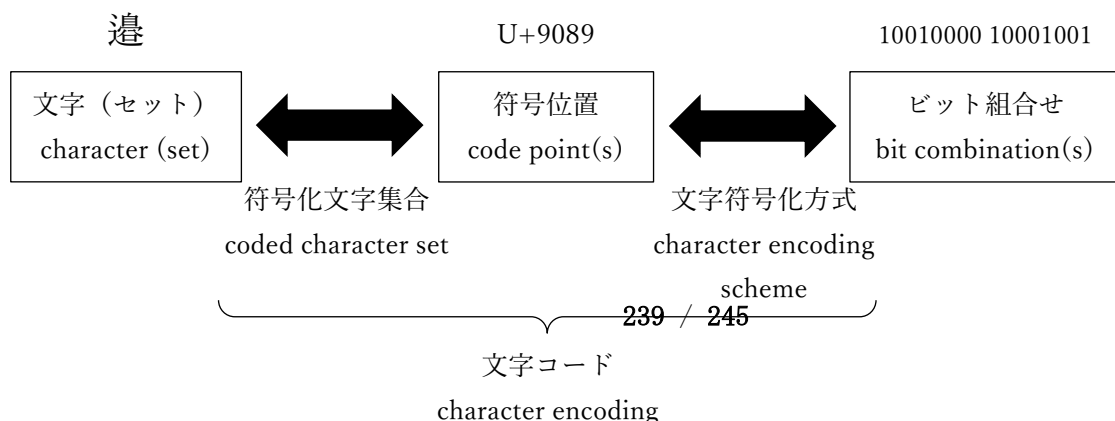 邉 U+9089 10010000 10001001
文字（セット） 符号位置 ビット組合せ
character (set) code point(s) bit combination(s)
符号化文字集合 文字符号化方式
coded character set character encoding
scheme
239 / 245
文字コード
character encoding